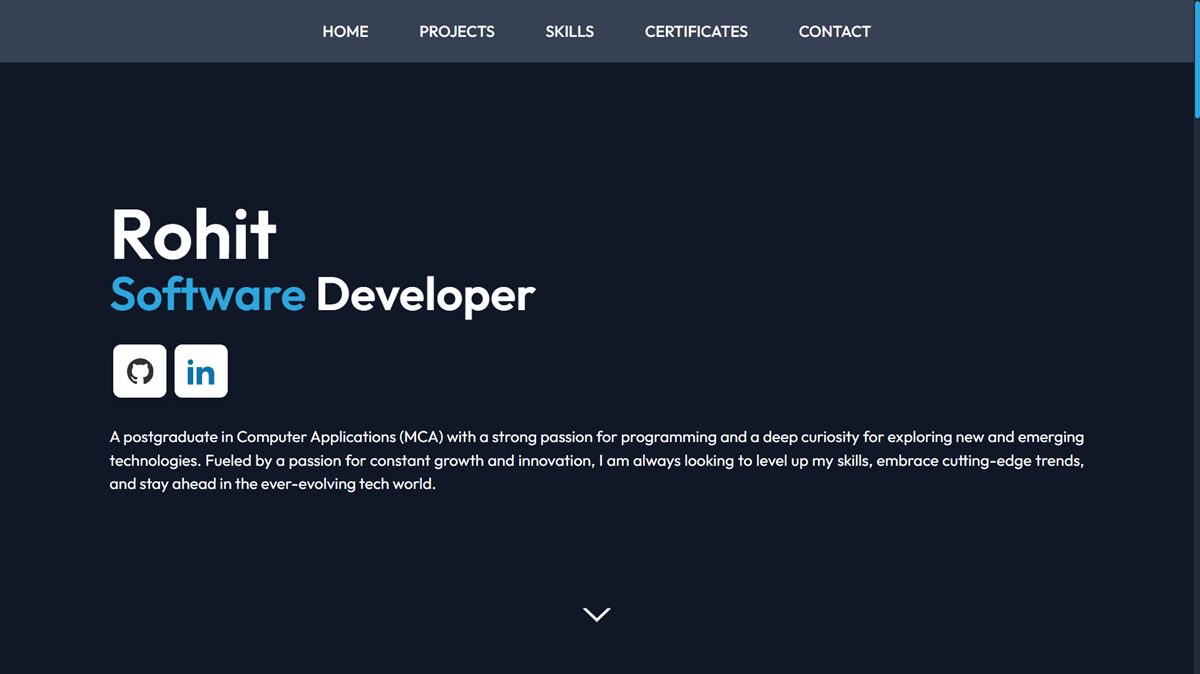 HOME PROJECTS SKILLS CERTIFICATES CONTACT
Rohit
Software Developer
in
A postgraduate in Computer Applications (MCA) with a strong passion for programming and a deep curiosity for exploring new and emerging
technologies. Fueled by a passion for constant growth and innovation, I am always looking to level up my skills, embrace cutting-edge trends,
and stay ahead in the ever-evolving tech world.